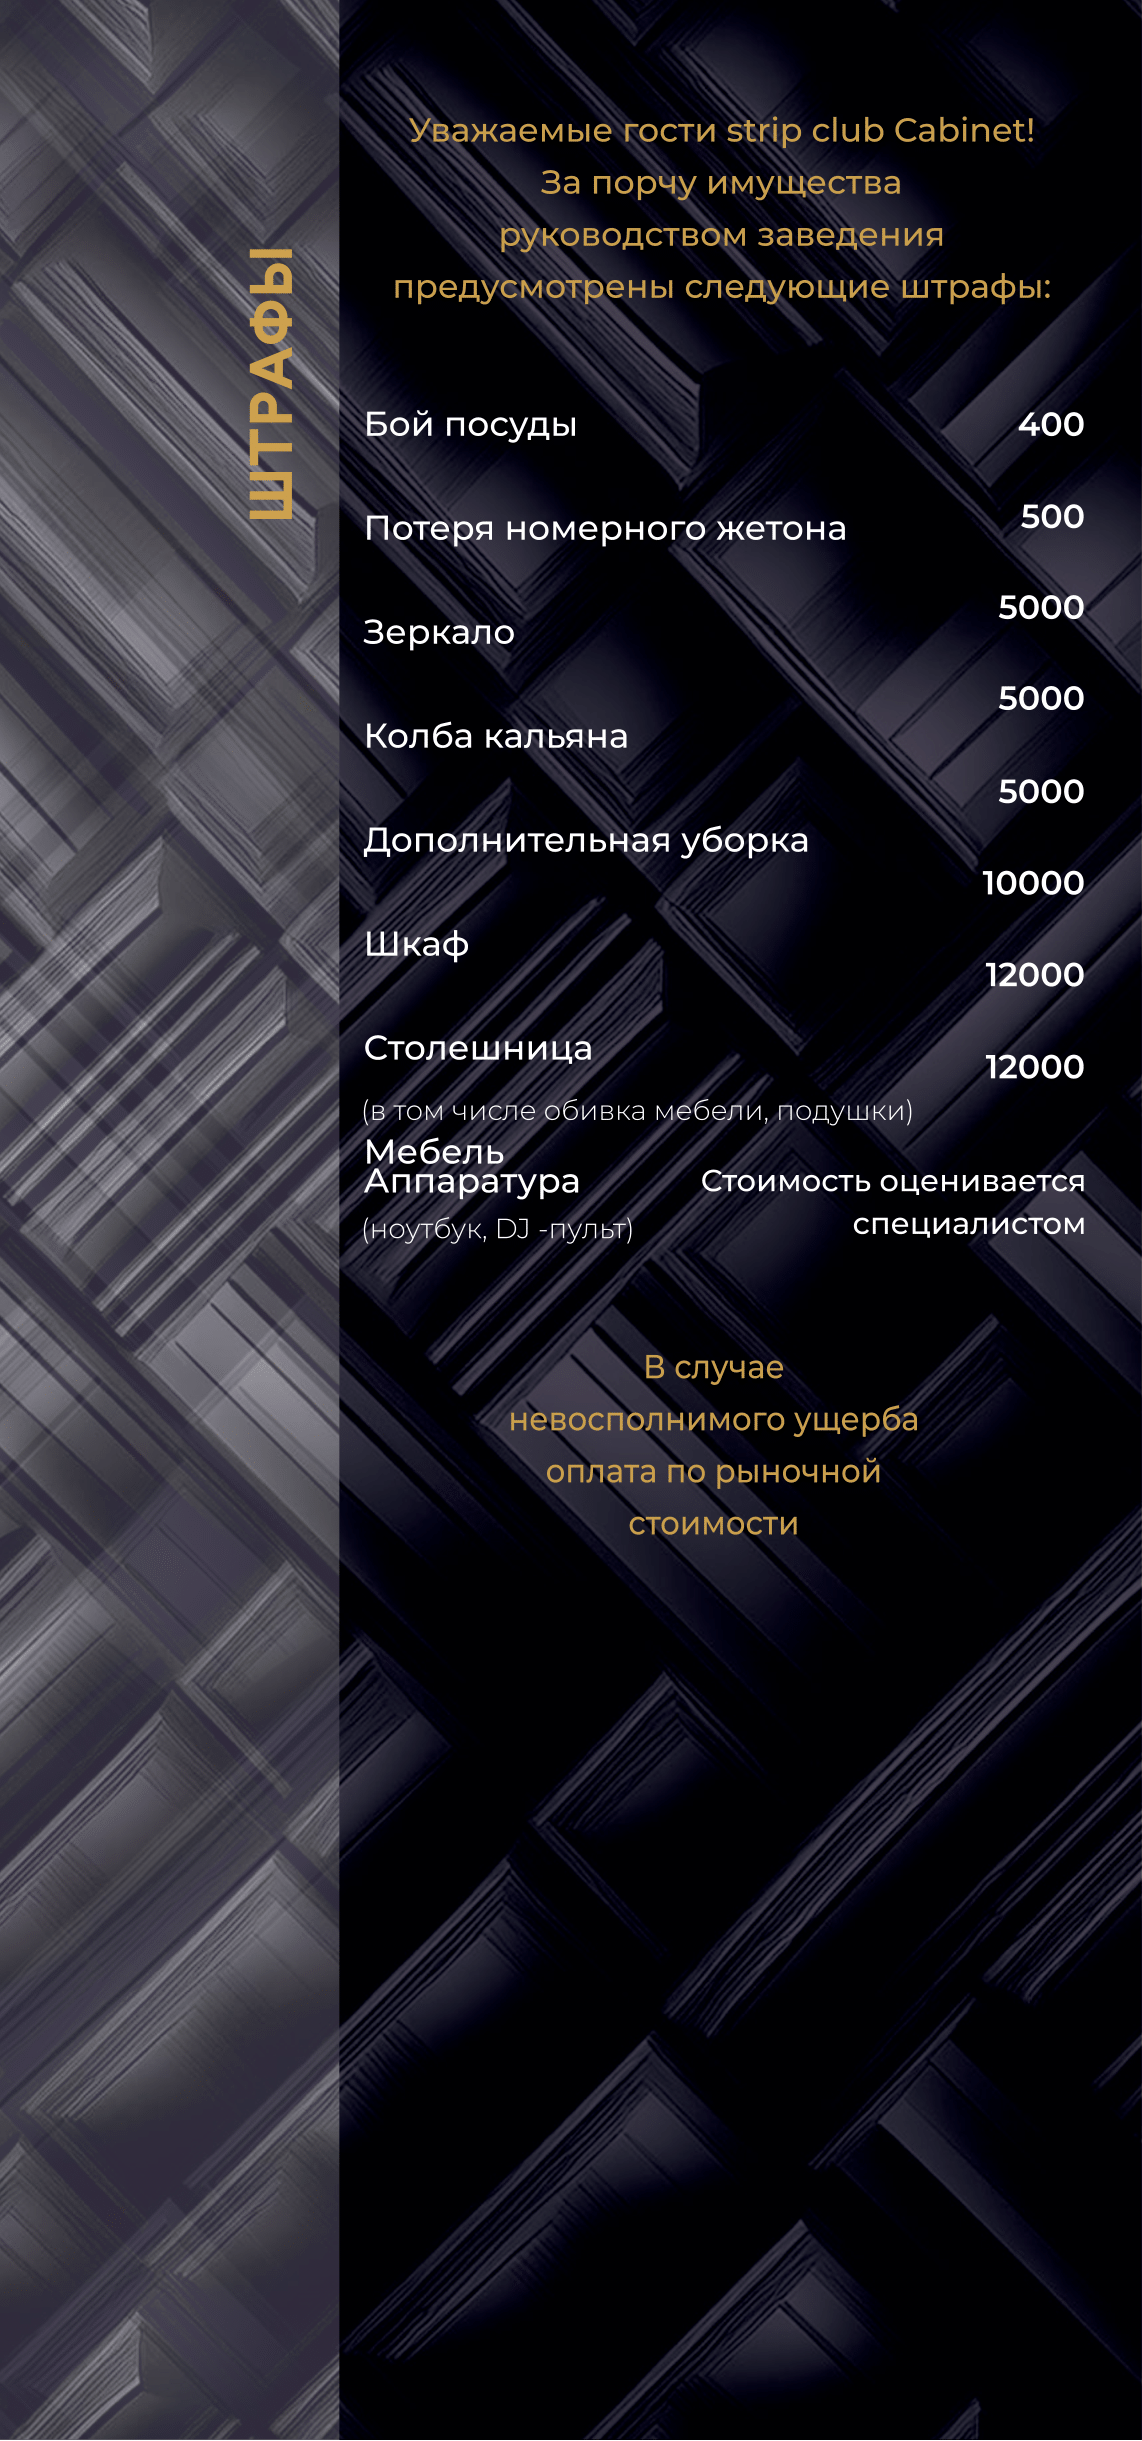 ШТРАФЫ
Уважаемые гости strip club Cabinet!
За порчу имущества
руководством заведения
предусмотрены следующие штрафы:
Бой посуды 400
Потеря номерного жетона 500
Зеркало 5000
Колба кальяна 5000
Дополнительная уборка 5000
Шкаф 10000
Столешница 12000
(в том числе обивка мебели, подушки)
Мебель 12000
Аппаратура Стоимость оценивается
(ноутбук, DJ -пульт) специалистом
В случае
невосполнимого ущерба
оплата по рыночной
стоимости